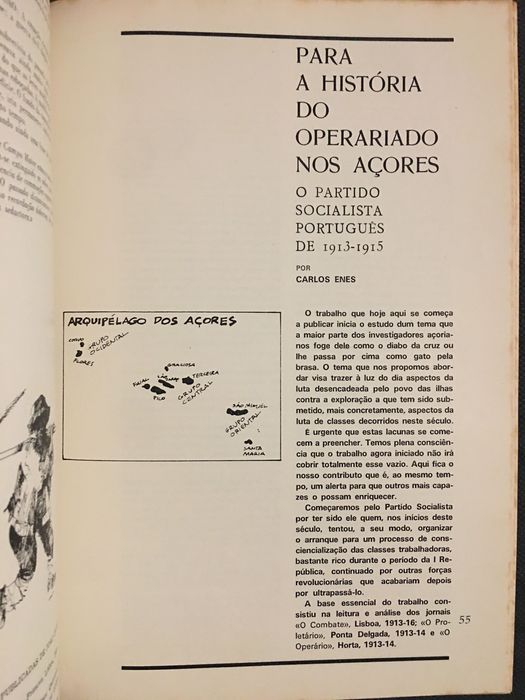 PARA
A HISTÓRIA
DO
OPERARIADO
NOS AÇORES
O PARTIDO
SOCIALISTA
PORTUGUÊS
DE 1913-1915
POR
CARLOS ENES
ARQUIPÉLAGO DOS AÇORES
CORVO
GRUPO
OCIDENTAL
FLORES
GRACIOSA
FAIAL
TERCEIRA
PICO
GRUPO
CENTRAL
SÃO MIGUEL
GRUPO
ORIENTAL
SANTA
MARIA
O trabalho que hoje aqui se começa
a publicar inicia o estudo dum tema que
a maior parte dos investigadores açoria-
nos foge dele como o diabo da cruz ou
lhe passa por cima como gato pela
brasa. O tema que nos propomos abor-
dar visa trazer à luz do dia aspectos da
luta desencadeada pelo povo das ilhas
contra a exploração a que tem sido sub-
metido, mais concretamente, aspectos da
luta de classes decorridos neste século.
É urgente que estas lacunas se come-
cem a preencher. Temos plena consciên-
cia que o trabalho agora iniciado não irá
cobrir totalmente esse vazio. Aqui fica o
nosso contributo que é, ao mesmo tem-
po, um alerta para que outros mais capa-
zes o possam enriquecer.
Começaremos pelo Partido Socialista
por ter sido ele quem, nos inícios deste
século, tentou, a seu modo, organizar
o arranque para um processo de cons-
ciencialização das classes trabalhadoras,
bastante rico durante o período da I Re-
pública, continuado por outras forças
revolucionárias que acabariam depois
por ultrapassá-lo.
A base essencial do trabalho con-
sistiu na leitura e análise dos jornais
«O Combate», Lisboa, 1913-16; «O Pro-
letário», Ponta Delgada, 1913-14 e «O
Operário», Horta, 1913-14.
55